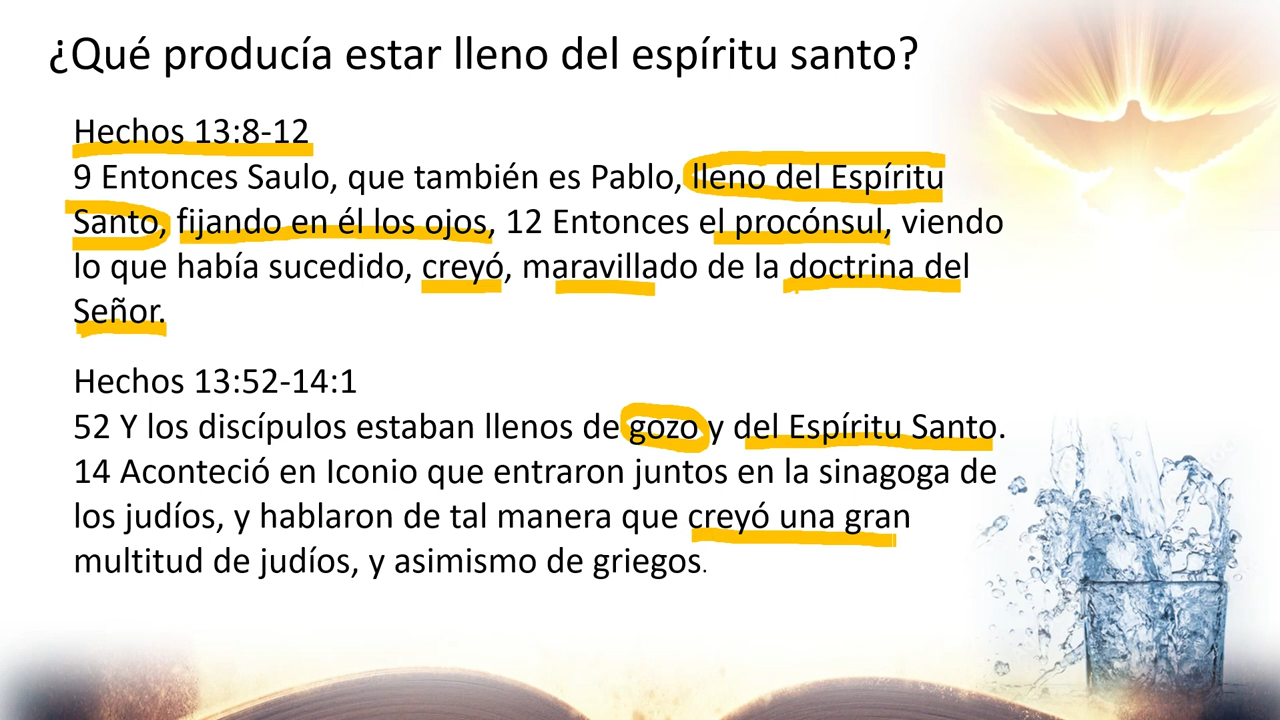 ¿Qué producía estar lleno del espíritu santo?
Hechos 13:8-12
9 Entonces Saulo, que también es Pablo, lleno del Espíritu
Santo, fijando en él los ojos, 12 Entonces el procónsul, viendo
lo que había sucedido, creyó, maravillado de la doctrina del
Señor.
Hechos 13:52-14:1
52 Y los discípulos estaban llenos de gozo y del Espíritu Santo.
14 Aconteció en Iconio que entraron juntos en la sinagoga de
los judíos, y hablaron de tal manera que creyó una gran
multitud de judíos, y asimismo de griegos.